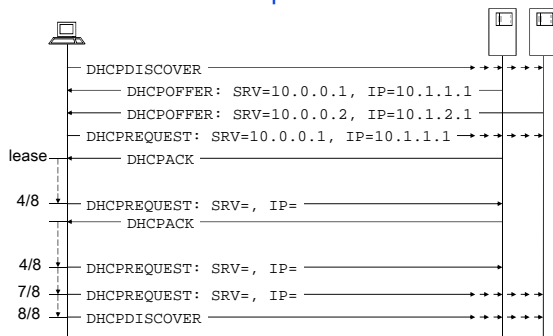 DHCPDISCOVER
DHCPOFFER: SRV=10.0.0.1, IP=10.1.1.1
DHCPOFFER: SRV=10.0.0.2, IP=10.1.2.1
DHCPREQUEST: SRV=10.0.0.1, IP=10.1.1.1
lease DHCPACK
4/8 DHCPREQUEST: SRV=, IP=
DHCPACK
4/8 DHCPREQUEST: SRV=, IP=
7/8 DHCPREQUEST: SRV=, IP=
8/8 DHCPDISCOVER